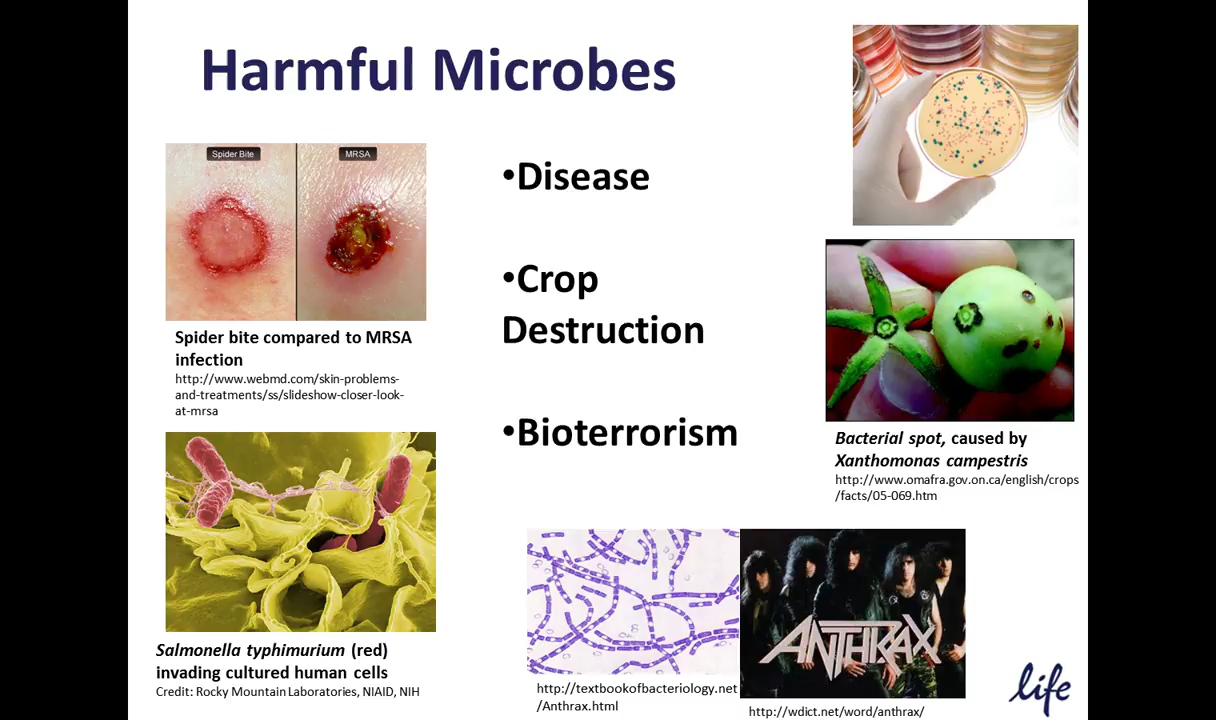 Harmful Microbes
Spider Bite
MRSA
Spider bite compared to MRSA
infection
http://www.webmd.com/skin-problems-
and-treatments/ss/slideshow-closer-look-
at-mrsa
Salmonella typhimurium (red)
invading cultured human cells
Credit: Rocky Mountain Laboratories, NIAID, NIH
•Disease
•Crop
Destruction
•Bioterrorism
Bacterial spot, caused by
Xanthomonas campestris
http://www.omafra.gov.on.ca/english/crops
/facts/05-069.htm
http://textbookofbacteriology.net
/Anthrax.html
ANTHRAX
http://wdict.net/word/anthrax/
life